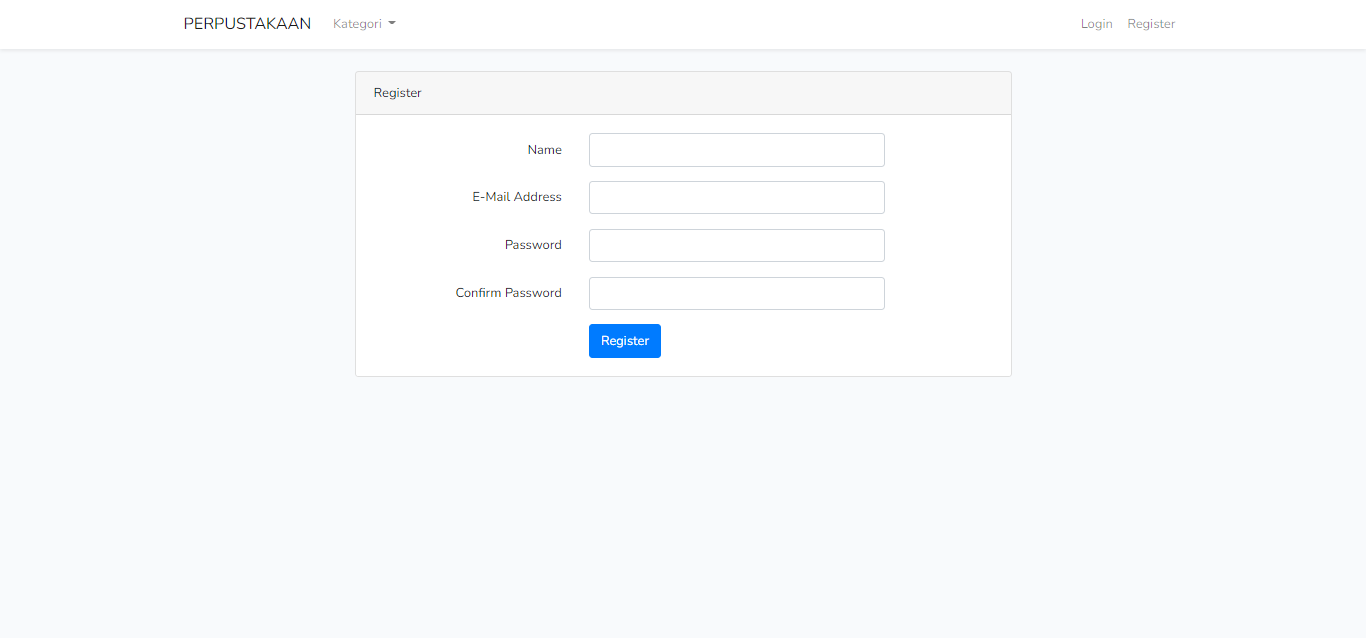 PERPUSTAKAAN Kategori Login Register
Register
Name
E-Mail Address
Password
Confirm Password
Register